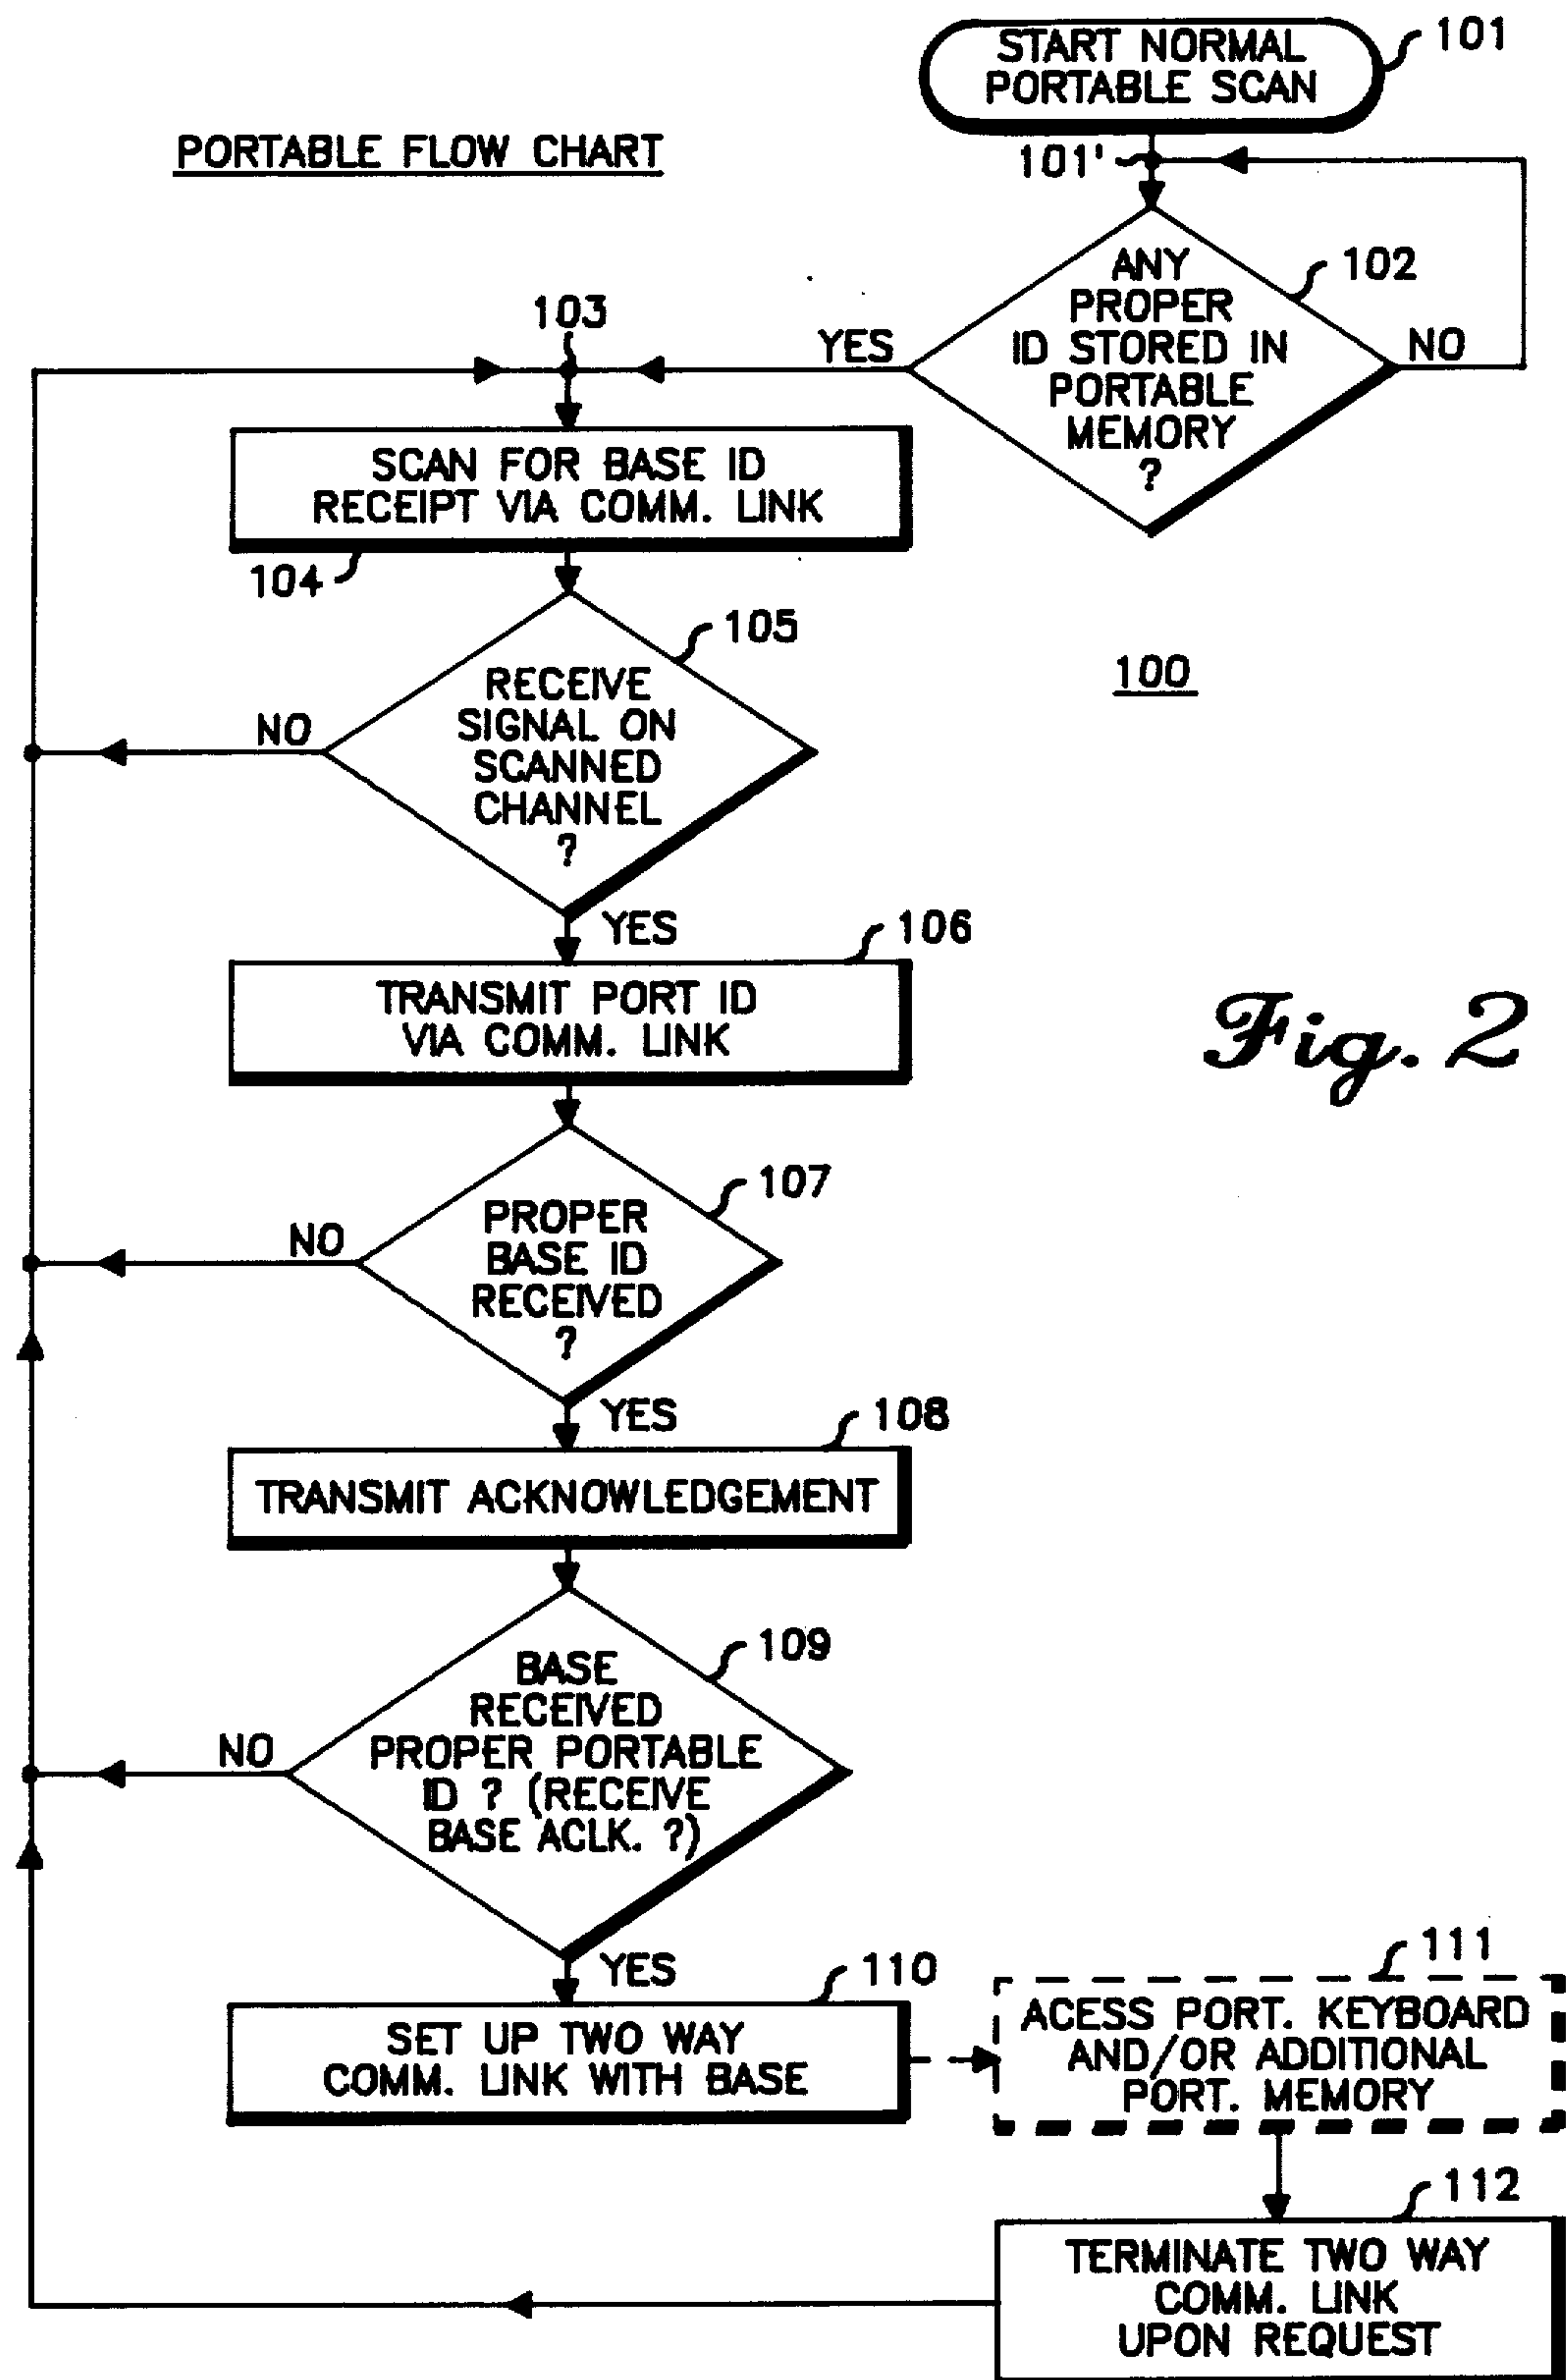 START NORMAL
PORTABLE SCAN
101
PORTABLE FLOW CHART
101'
ANY
PROPER
ID STORED IN
PORTABLE
MEMORY
?
102
YES
NO
103
SCAN FOR BASE ID
RECEIPT VIA COMM. LINK
104
RECEIVE
SIGNAL ON
SCANNED
CHANNEL
?
105
100
NO
YES
106
TRANSMIT PORT ID
VIA COMM. LINK
Fig. 2
PROPER
BASE ID
RECEIVED
?
107
NO
YES
108
TRANSMIT ACKNOWLEDGEMENT
BASE
RECEIVED
PROPER PORTABLE
ID ? (RECEIVE
BASE ACLK. ?)
109
NO
YES
110
SET UP TWO WAY
COMM. LINK WITH BASE
111
ACESS PORT. KEYBOARD
AND/OR ADDITIONAL
PORT. MEMORY
112
TERMINATE TWO WAY
COMM. LINK
UPON REQUEST